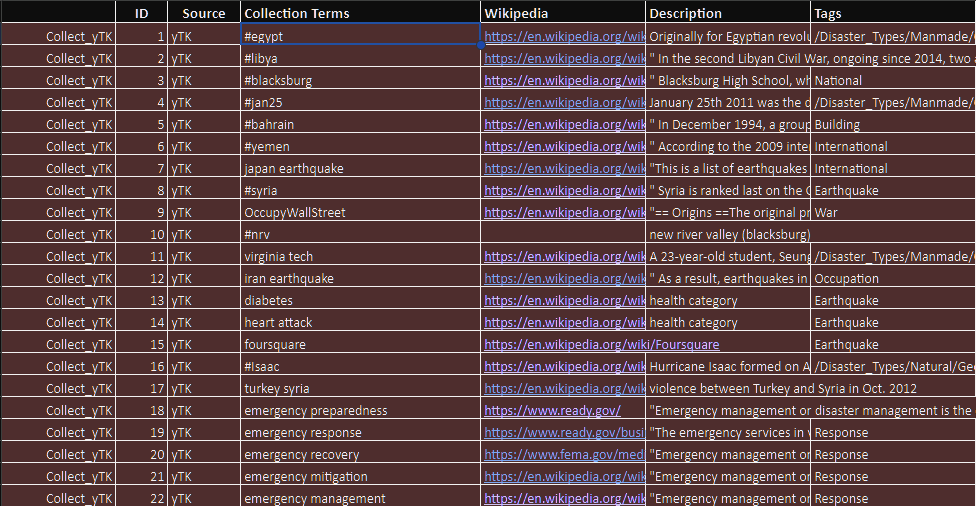 ID Source Collection Terms Wikipedia Description Tags
Collect_yTK 1 yTK #egypt https://en.wikipedia.org/wik Originally for Egyptian revolu /Disaster_Types/Manmade/
Collect_yTK 2 yTK #libya https://en.wikipedia.org/wik " In the second Libyan Civil War, ongoing since 2014, two
Collect_yTK 3 yTK #blacksburg https://en.wikipedia.org/wik " Blacksburg High School, wh National
Collect_yTK 4 yTK #jan25 https://en.wikipedia.org/wik January 25th 2011 was the d /Disaster_Types/Manmade/
Collect_yTK 5 yTK #bahrain https://en.wikipedia.org/wik " In December 1994, a group Building
Collect_yTK 6 yTK #yemen https://en.wikipedia.org/wik " According to the 2009 inte International
Collect_yTK 7 yTK japan earthquake https://en.wikipedia.org/wik "This is a list of earthquakes International
Collect_yTK 8 yTK #syria https://en.wikipedia.org/wik " Syria is ranked last on the Earthquake
Collect_yTK 9 yTK OccupyWallStreet https://en.wikipedia.org/wik "== Origins ==The original pr War
Collect_yTK 10 yTK #nrv new river valley (blacksburg)
Collect_yTK 11 yTK virginia tech https://en.wikipedia.org/wik A 23-year-old student, Seung /Disaster_Types/Manmade/
Collect_yTK 12 yTK iran earthquake https://en.wikipedia.org/wik " As a result, earthquakes in Occupation
Collect_yTK 13 yTK diabetes https://en.wikipedia.org/wik health category Earthquake
Collect_yTK 14 yTK heart attack https://en.wikipedia.org/wik health category Earthquake
Collect_yTK 15 yTK foursquare https://en.wikipedia.org/wiki/Foursquare Earthquake
Collect_yTK 16 yTK #Isaac https://en.wikipedia.org/wik Hurricane Isaac formed on A /Disaster_Types/Natural/Geo
Collect_yTK 17 yTK turkey syria https://en.wikipedia.org/wik violence between Turkey and Syria in Oct. 2012
Collect_yTK 18 yTK emergency preparedness https://www.ready.gov/ "Emergency management or disaster management is the
Collect_yTK 19 yTK emergency response https://www.ready.gov/busi "The emergency services in Response
Collect_yTK 20 yTK emergency recovery https://www.fema.gov/med "Emergency management or Response
Collect_yTK 21 yTK emergency mitigation https://en.wikipedia.org/wik "Emergency management or Response
Collect_yTK 22 yTK emergency management https://en.wikipedia.org/wik "Emergency management or Response